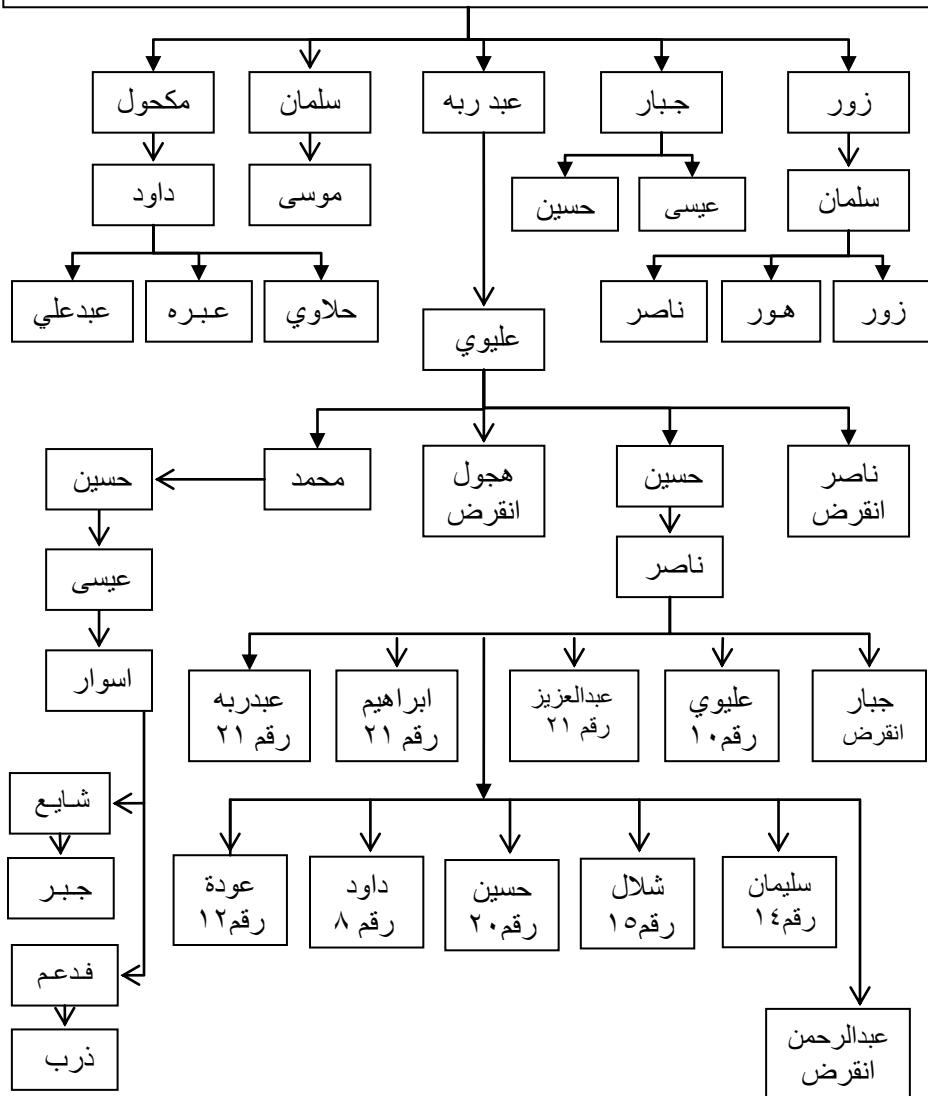 زور
جبار
عبد ربه
سلمان
مكحول
سلمان
عيسى
حسين
موسى
داود
زور
هور
ناصر
عليوي
حلاوي
عبره
عبدعلي
ناصر
انقرض
حسين
هجول
انقرض
محمد
حسين
ناصر
عيسى
اسوار
جبار
انقرض
عليوي
رقم١٠
عبدالعزيز
رقم ٢١
ابراهيم
رقم ٢١
عبدربه
رقم ٢١
شايع
جبر
سليمان
رقم١٤
شلال
رقم١٥
حسين
رقم٢٠
داود
رقم ٨
عودة
رقم١٢
فدعم
ذرب
عبدالرحمن
انقرض